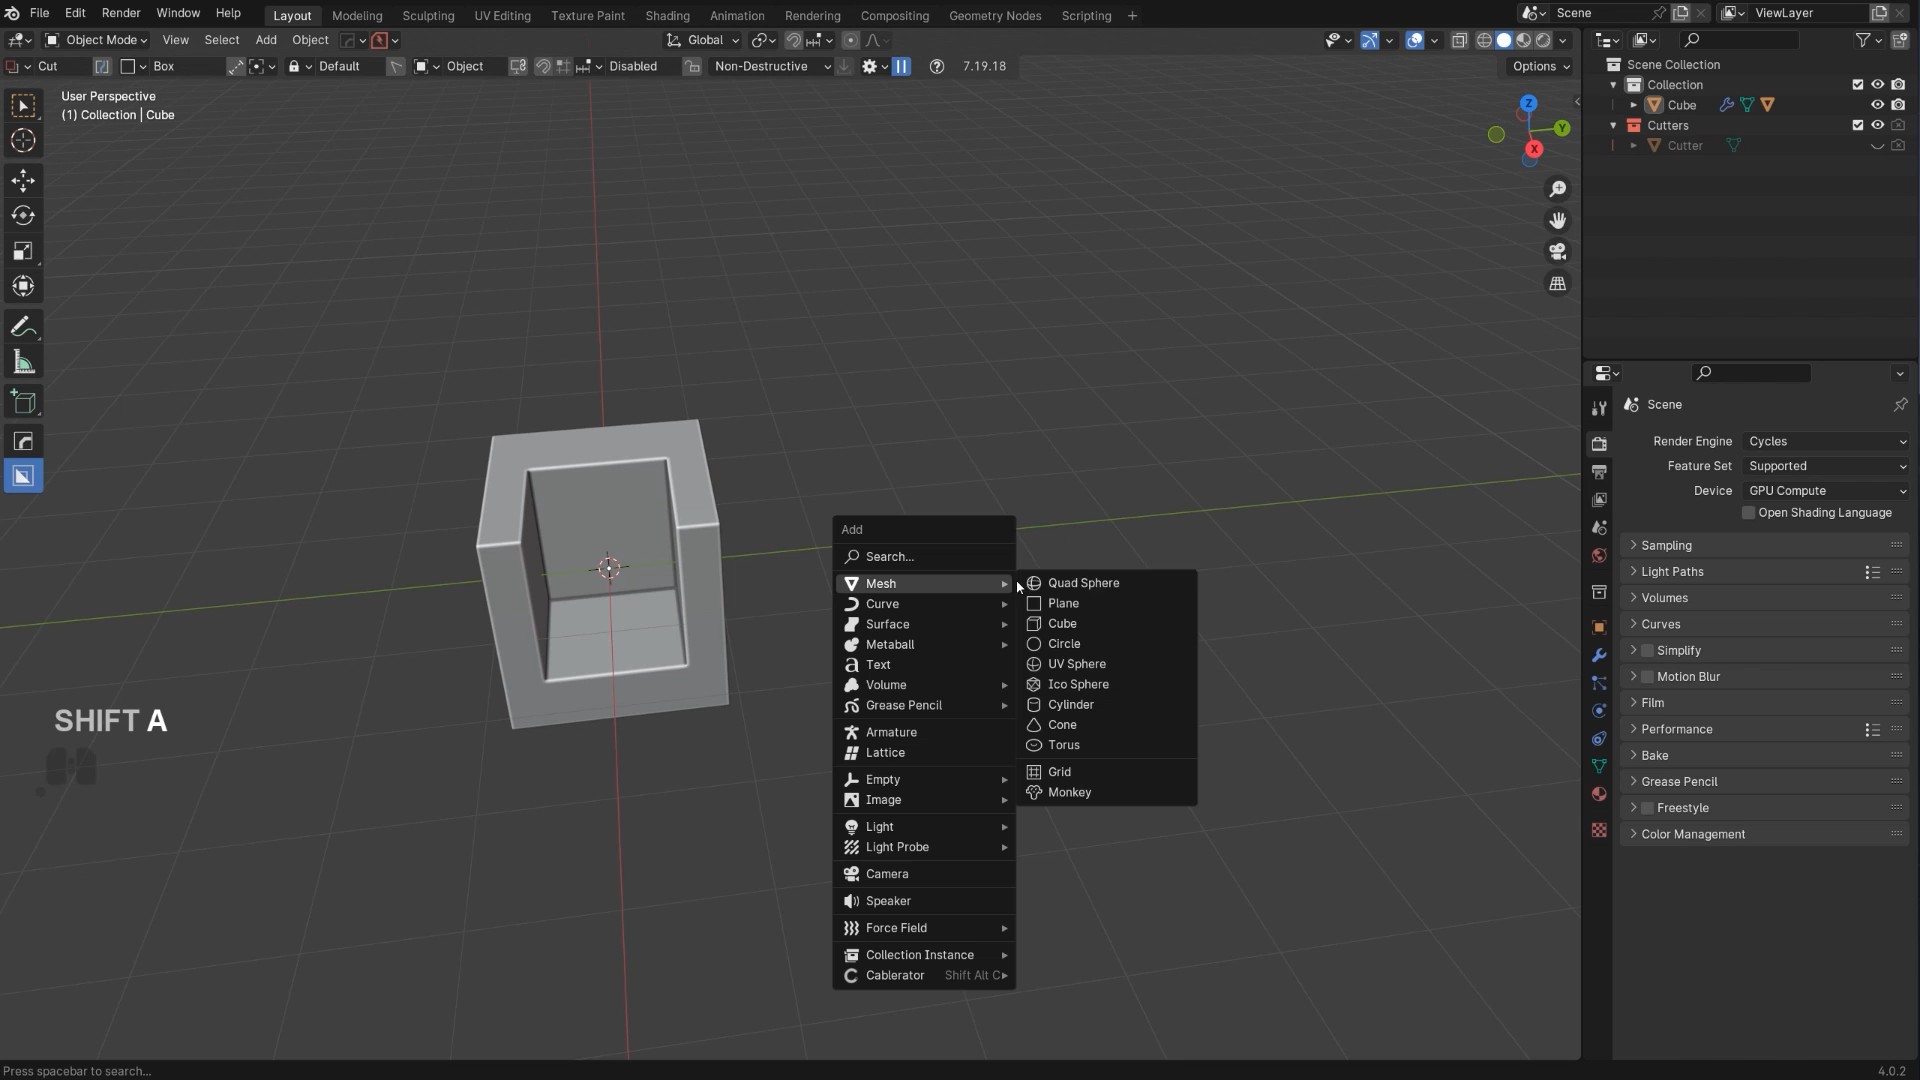 File Edit Render Window Help Layout Modeling Sculpting UV Editing Texture Paint Shading Animation Rendering Compositing Geometry Nodes Scripting + Scene ViewLayer
Object Mode View Select Add Object Global
Cut Box Default Object Disabled Non-Destructive 7.19.18 Options
User Perspective
(1) Collection | Cube
Z
Y
X
Scene Collection
Collection
Cube
Cutters
Cutter
Scene
Render Engine Cycles
Feature Set Supported
Device GPU Compute
Open Shading Language
Sampling
Light Paths
Volumes
Curves
Simplify
Motion Blur
Film
Performance
Bake
Grease Pencil
Freestyle
Color Management
Add
Search...
Mesh
Curve
Surface
Metaball
Text
Volume
Grease Pencil
Armature
Lattice
Empty
Image
Light
Light Probe
Camera
Speaker
Force Field
Collection Instance
Cablerator Shift Alt C
Quad Sphere
Plane
Cube
Circle
UV Sphere
Ico Sphere
Cylinder
Cone
Torus
Grid
Monkey
SHIFT A
Press spacebar to search...
4.0.2